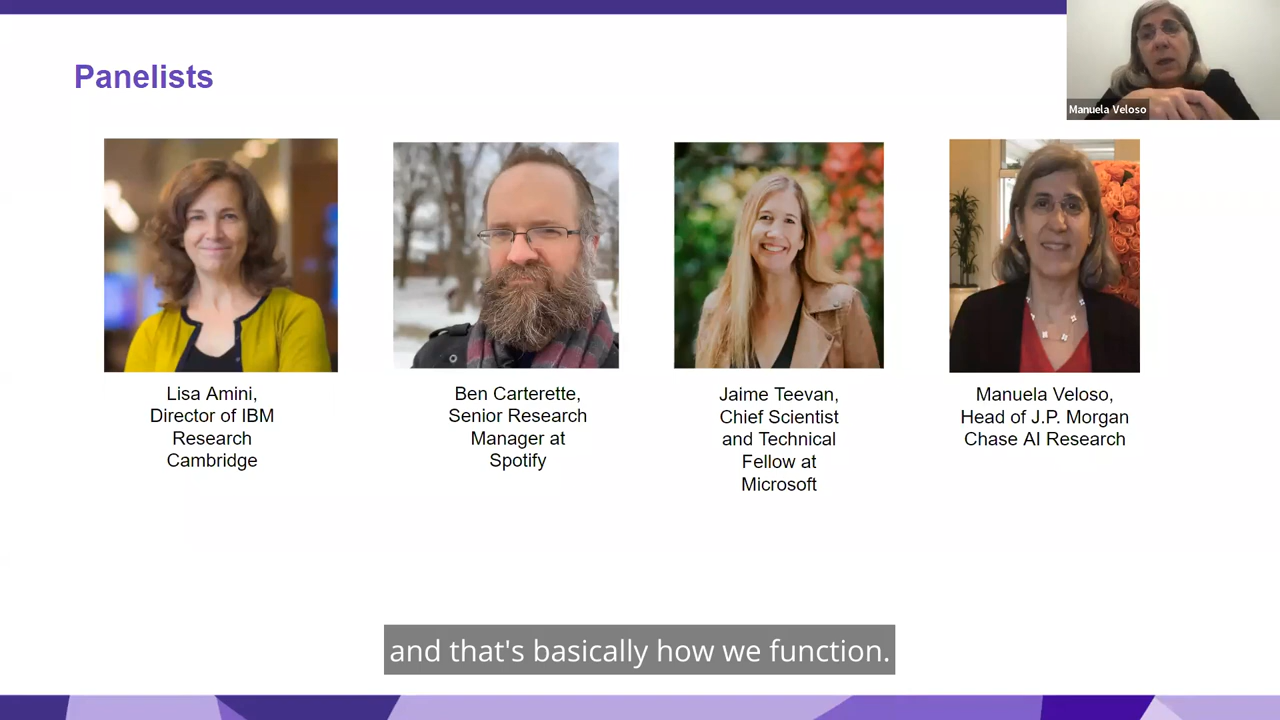 Panelists
Manuela Veloso
Lisa Amini,
Director of IBM
Research
Cambridge
Ben Carterette,
Senior Research
Manager at
Spotify
Jaime Teevan,
Chief Scientist
and Technical
Fellow at
Microsoft
Manuela Veloso,
Head of J.P. Morgan
Chase AI Research
and that's basically how we function.